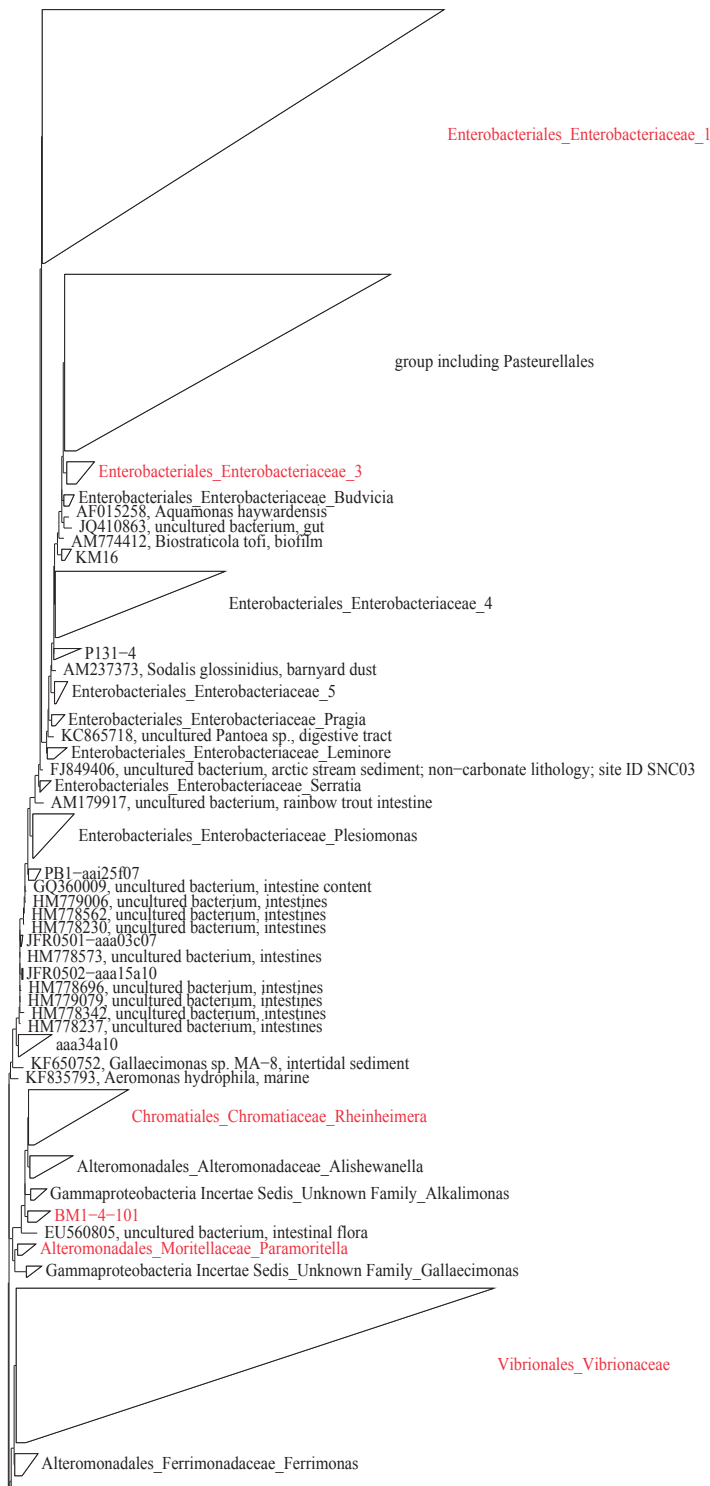 Enterobacteriales_Enterobacteriaceae_1
group including Pasteurellales
Enterobacteriales_Enterobacteriaceae_3
Enterobacteriales_Enterobacteriaceae_Budvicia
AF015258, Aquamonas haywardensis
JQ410863, uncultured bacterium, gut
AM774412, Biostraticola tofi, biofilm
KM16
Enterobacteriales_Enterobacteriaceae_4
P131−4
AM237373, Sodalis glossinidius, barnyard dust
Enterobacteriales_Enterobacteriaceae_5
Enterobacteriales_Enterobacteriaceae_Pragia
KC865718, uncultured Pantoea sp., digestive tract
Enterobacteriales_Enterobacteriaceae_Leminore
FJ849406, uncultured bacterium, arctic stream sediment; non−carbonate lithology; site ID SNC03
Enterobacteriales_Enterobacteriaceae_Serratia
AM179917, uncultured bacterium, rainbow trout intestine
Enterobacteriales_Enterobacteriaceae_Plesiomonas
PB1−aai25f07
GQ360009, uncultured bacterium, intestine content
HM779006, uncultured bacterium, intestines
HM778562, uncultured bacterium, intestines
HM778230, uncultured bacterium, intestines
JFR0501−aaa03c07
HM778573, uncultured bacterium, intestines
JFR0502−aaa15a10
HM778696, uncultured bacterium, intestines
HM779079, uncultured bacterium, intestines
HM778342, uncultured bacterium, intestines
HM778237, uncultured bacterium, intestines
aaa34a10
KF650752, Gallaecimonas sp. MA−8, intertidal sediment
KF835793, Aeromonas hydrophila, marine
Chromatiales_Chromatiaceae_Rheinheimera
Alteromonadales_Alteromonadaceae_Alishewanella
Gammaproteobacteria Incertae Sedis_Unknown Family_Alkalimonas
BM1−4−101
EU560805, uncultured bacterium, intestinal flora
Alteromonadales_Moritellaceae_Paramoritella
Gammaproteobacteria Incertae Sedis_Unknown Family_Gallaecimonas
Vibrionales_Vibrionaceae
Alteromonadales_Ferrimonadaceae_Ferrimonas